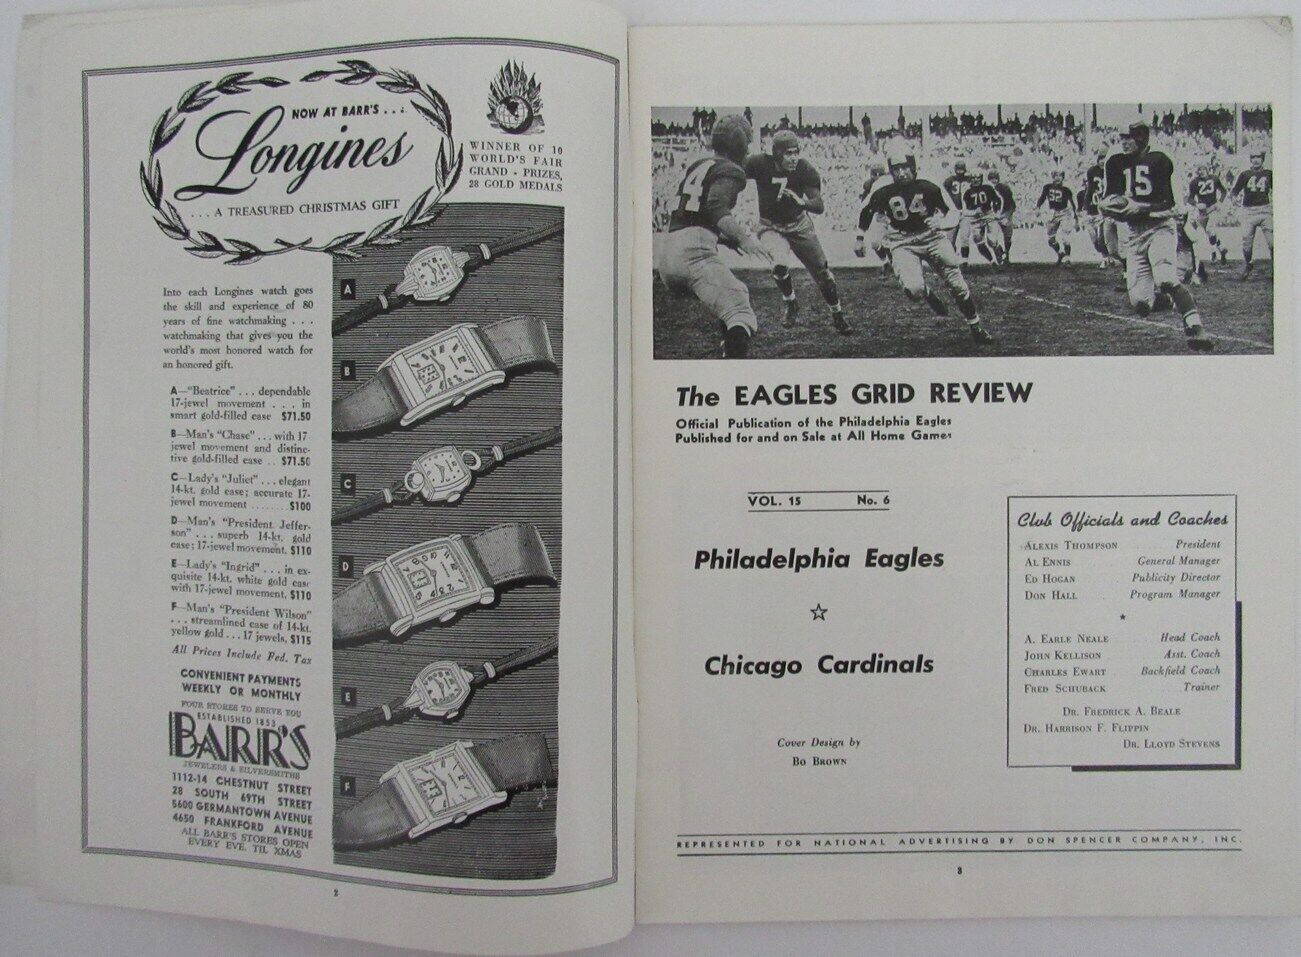 NOW AT BARR'S . . .
Longines
. . . A TREASURED CHRISTMAS GIFT
WINNER OF 10
WORLD'S FAIR
GRAND - PRIZES,
28 GOLD MEDALS
Into each Longines watch goes
the skill and experience of 80
years of fine watchmaking . . .
watchmaking that gives you the
world's most honored watch for
an honored gift.
A—"Beatrice" . . . dependable
17-jewel movement . . . in
smart gold-filled case $71.50
B—Man's "Chase" . . . with 17
jewel movement and distinc-
tive gold-filled case . . $71.50
C—Lady's "Juliet" . . . elegant
14-kt. gold case; accurate 17-
jewel movement ........ $100
D—Man's "President Jeffer-
son" . . . superb 14-kt. gold
case; 17-jewel movement. $110
E—Lady's "Ingrid" . . . in ex-
quisite 14-kt. white gold case
with 17-jewel movement. $110
F—Man's "President Wilson"
. . . streamlined case of 14-kt.
yellow gold . . . 17 jewels. $115
All Prices Include Fed. Tax
CONVENIENT PAYMENTS
WEEKLY OR MONTHLY
FOUR STORES TO SERVE YOU
ESTABLISHED 1853
BARR'S
JEWELERS & SILVERSMITHS
1112-14 CHESTNUT STREET
28 SOUTH 69TH STREET
5600 GERMANTOWN AVENUE
4650 FRANKFORD AVENUE
ALL BARR'S STORES OPEN
EVERY EVE. TIL XMAS
A
B
C
D
E
F
2
4
7
84
3
70
52
3
15
23
44
The EAGLES GRID REVIEW
Official Publication of the Philadelphia Eagles
Published for and on Sale at All Home Games
VOL. 15 No. 6
Philadelphia Eagles
Chicago Cardinals
Cover Design by
BO BROWN
Club Officials and Coaches
ALEXIS THOMPSON President
AL ENNIS General Manager
ED HOGAN Publicity Director
DON HALL Program Manager
A. EARLE NEALE Head Coach
JOHN KELLISON Asst. Coach
CHARLES EWART Backfield Coach
FRED SCHUBACK Trainer
DR. FREDRICK A. BEALE
DR. HARRISON F. FLIPPIN
DR. LLOYD STEVENS
REPRESENTED FOR NATIONAL ADVERTISING BY DON SPENCER COMPANY, INC.
3